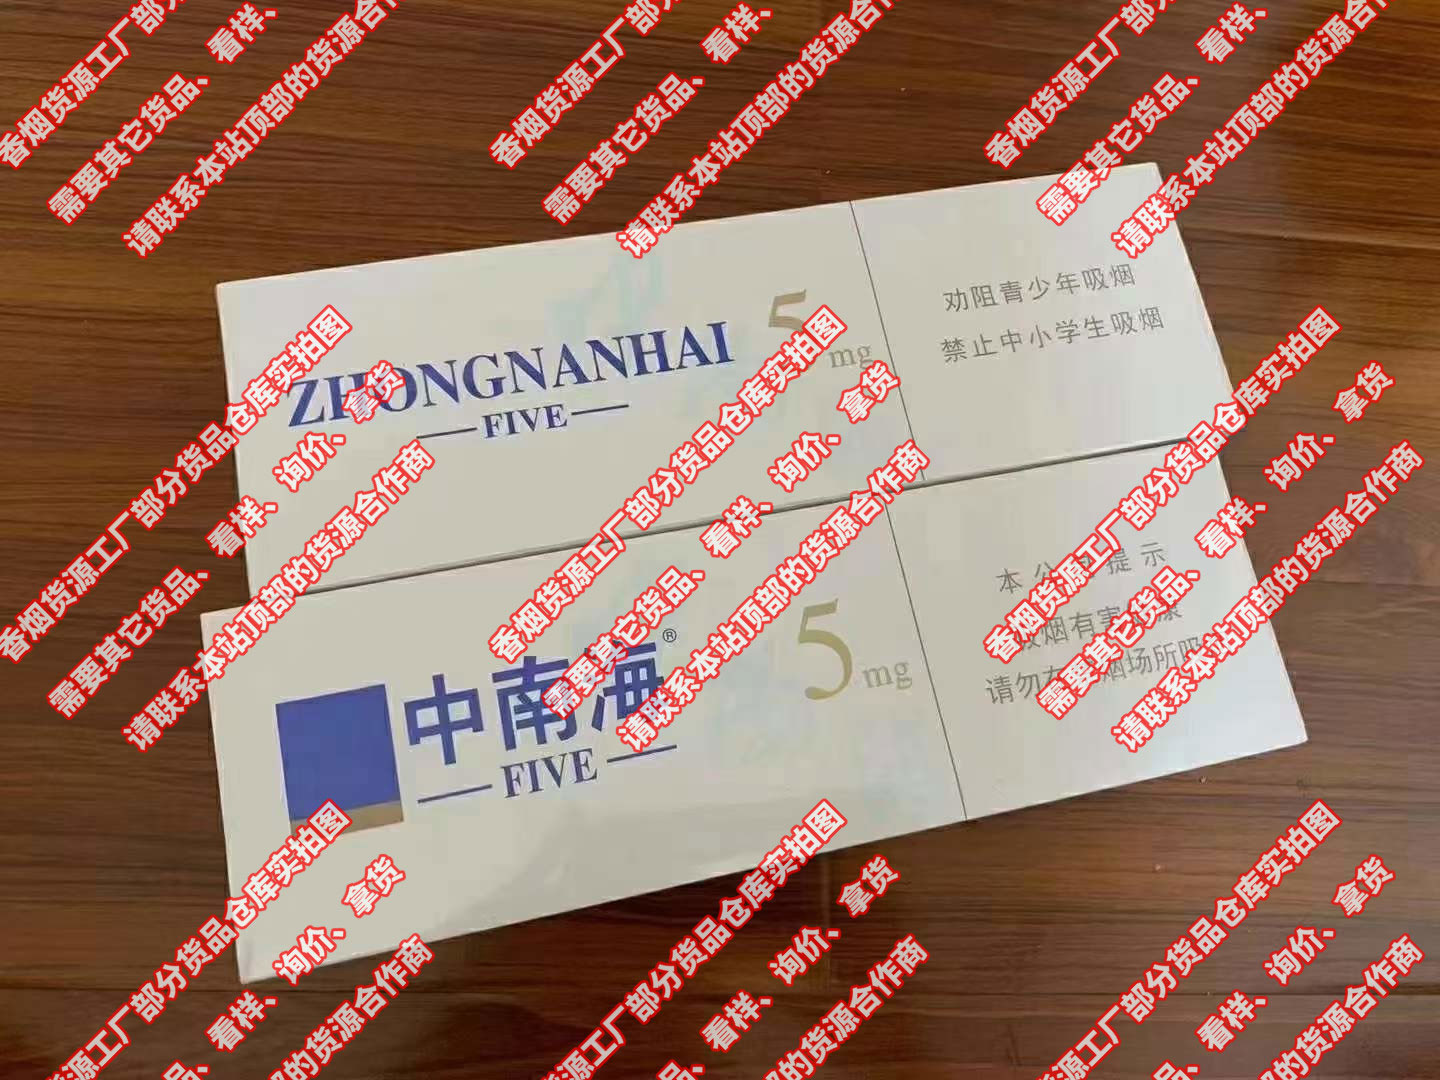 香烟货源工厂部分货品仓库实拍图
需要其它货品、看样、询价、拿货
请联系本站顶部的货源合作商
ZHONGNANHAI
FIVE
5 mg
劝阻青少年吸烟
禁止中小学生吸烟
中南海®
FIVE
5 mg
本公司提示
吸烟有害健康
请勿在禁烟场所吸